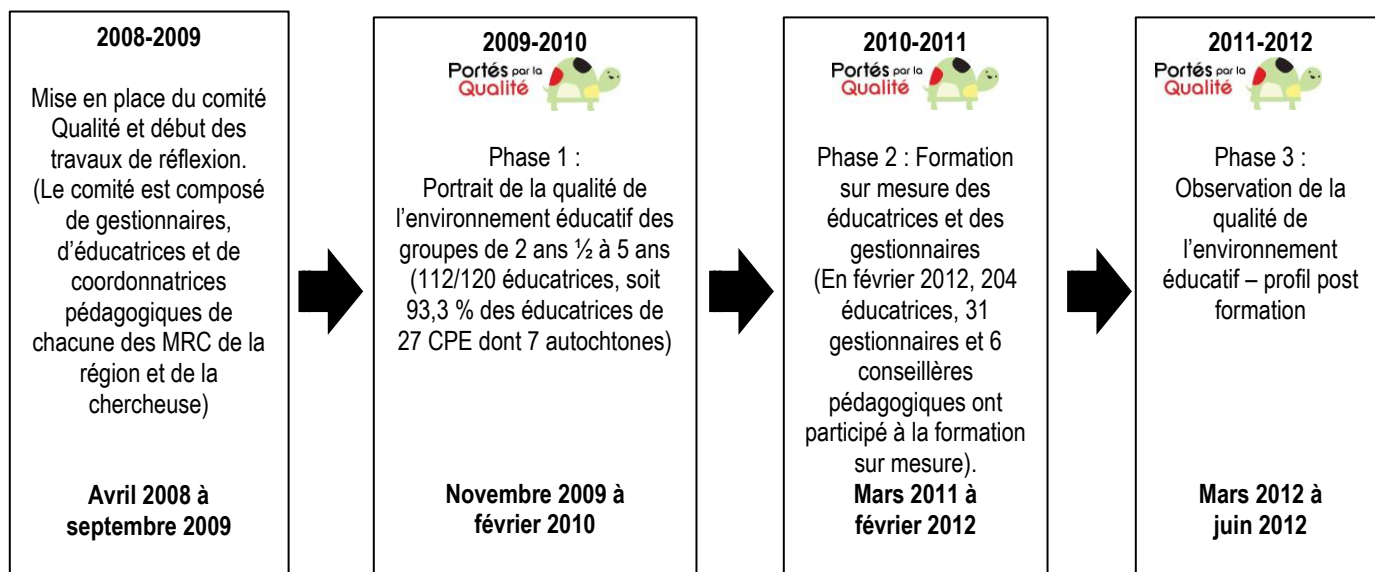 2008-2009
Mise en place du comité
Qualité et début des
travaux de réflexion.
(Le comité est composé
de gestionnaires,
d’éducatrices et de
coordonnatrices
pédagogiques de
chacune des MRC de la
région et de la
chercheuse)
Avril 2008 à
septembre 2009
2009-2010
Portés par la
Qualité
Phase 1 :
Portrait de la qualité de
l’environnement éducatif des
groupes de 2 ans ½ à 5 ans
(112/120 éducatrices, soit
93,3 % des éducatrices de
27 CPE dont 7 autochtones)
Novembre 2009 à
février 2010
2010-2011
Portés par la
Qualité
Phase 2 : Formation
sur mesure des
éducatrices et des
gestionnaires
(En février 2012, 204
éducatrices, 31
gestionnaires et 6
conseillères
pédagogiques ont
participé à la formation
sur mesure).
Mars 2011 à
février 2012
2011-2012
Portés par la
Qualité
Phase 3 :
Observation de la
qualité de
l’environnement
éducatif – profil post
formation
Mars 2012 à
juin 2012